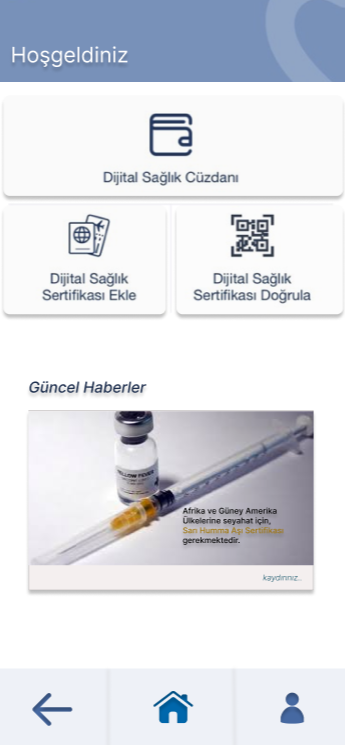 Hoşgeldiniz
Dijital Sağlık Cüzdanı
Dijital Sağlık
Sertifikası Ekle
Dijital Sağlık
Sertifikası Doğrula
Güncel Haberler
YELLOW FEVER
Afrika ve Güney Amerika
Ülkelerine seyahat için,
Sarı Humma Aşı Sertifikası
gerekmektedir.
kaydırınız..